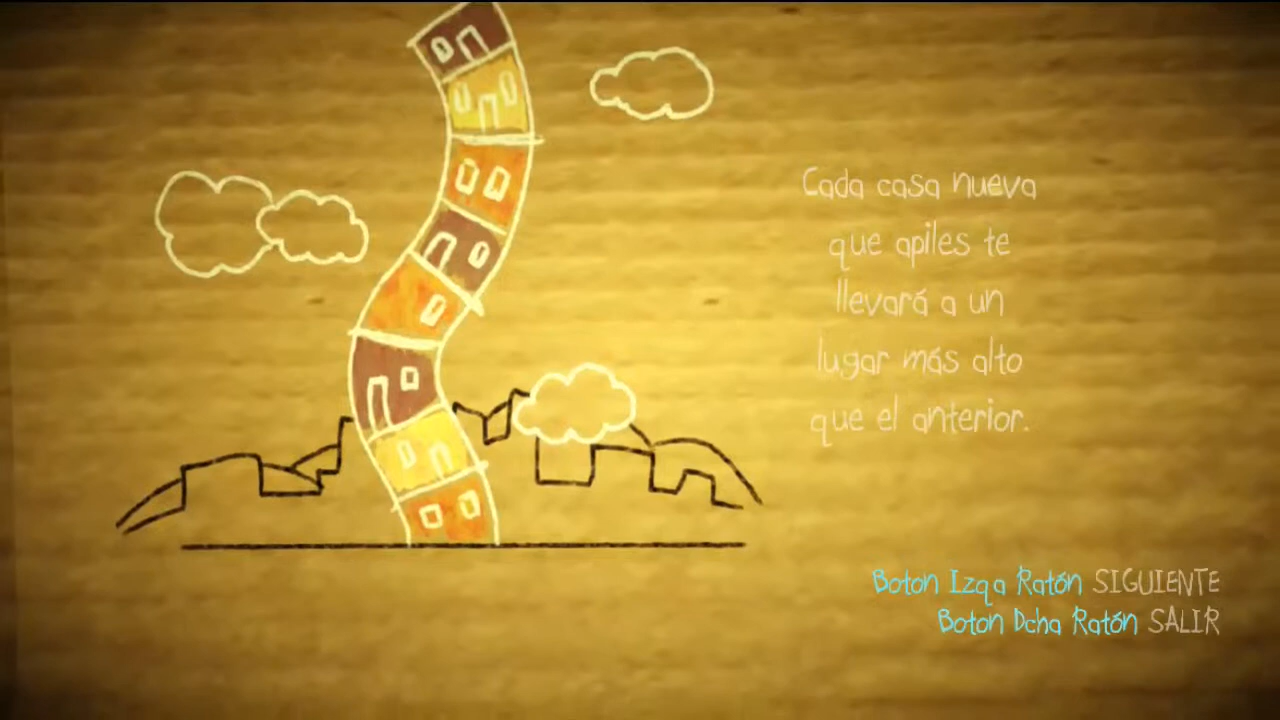 Cada casa nueva
que apiles te
llevará a un
lugar más alto
que el anterior.
Boton Izqa Ratón SIGUIENTE
Boton Dcha Ratón SALIR